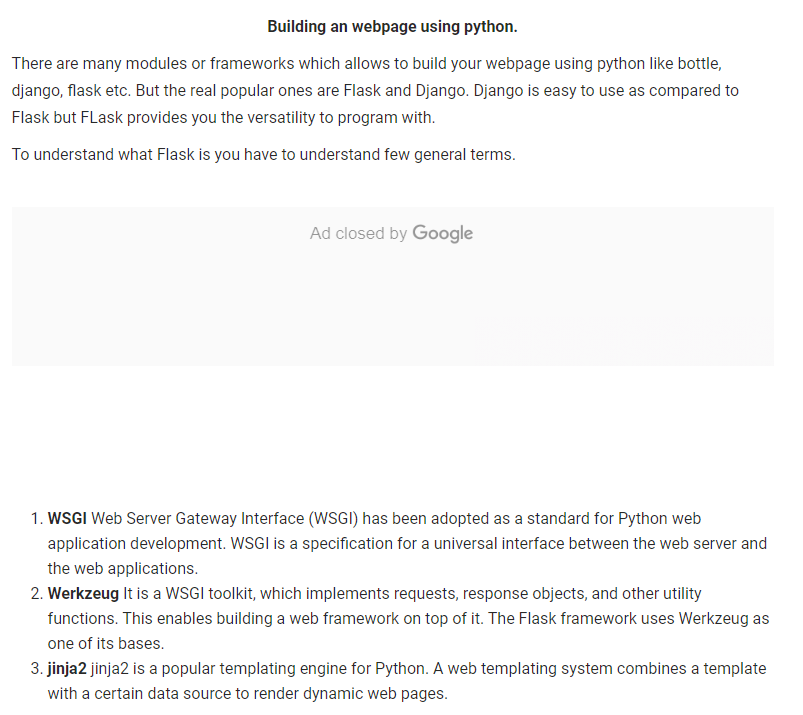 Building an webpage using python.
There are many modules or frameworks which allows to build your webpage using python like bottle,
django, flask etc. But the real popular ones are Flask and Django. Django is easy to use as compared to
Flask but FLask provides you the versatility to program with.
To understand what Flask is you have to understand few general terms.
Ad closed by Google
1. WSGI Web Server Gateway Interface (WSGI) has been adopted as a standard for Python web
application development. WSGI is a specification for a universal interface between the web server and
the web applications.
2. Werkzeug It is a WSGI toolkit, which implements requests, response objects, and other utility
functions. This enables building a web framework on top of it. The Flask framework uses Werkzeug as
one of its bases.
3. jinja2 jinja2 is a popular templating engine for Python. A web templating system combines a template
with a certain data source to render dynamic web pages.